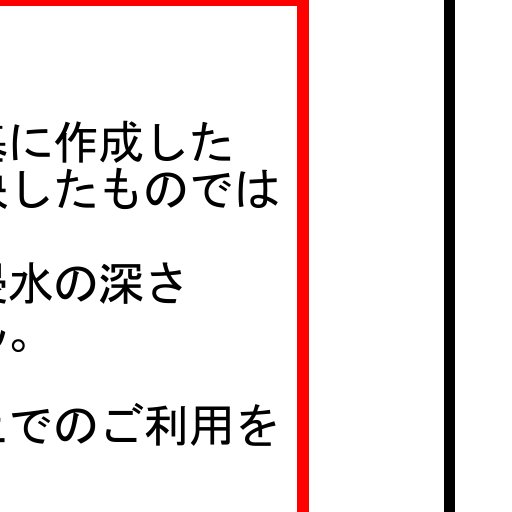 に作成した
したものでは
水の深さ
。
でのご利用を